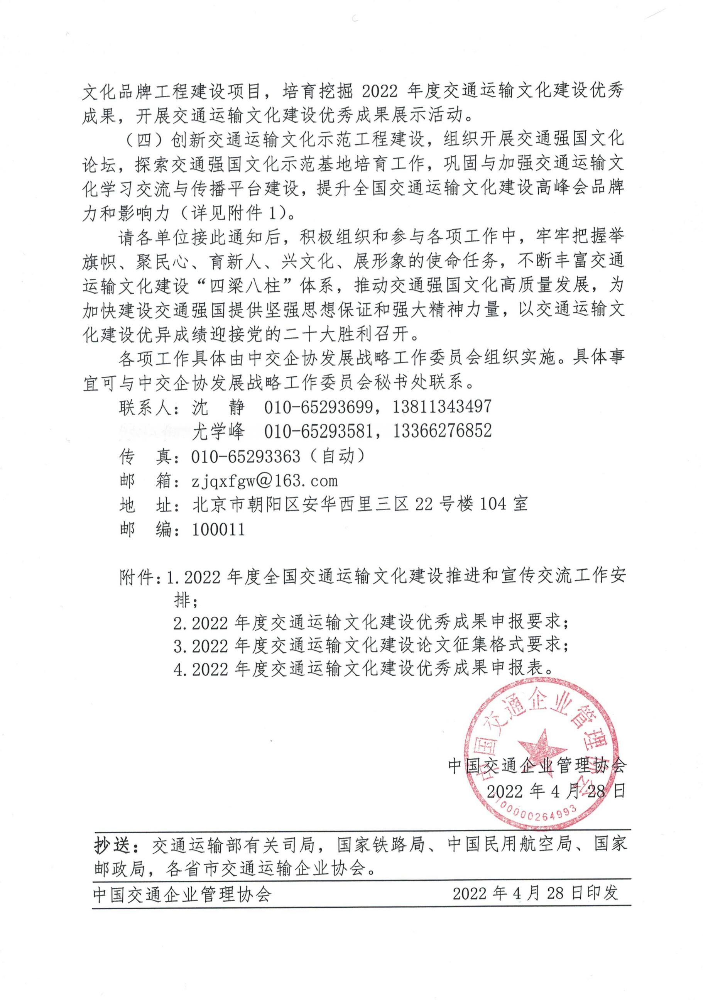 文化品牌工程建设项目，培育挖掘 2022 年度交通运输文化建设优秀
成果，开展交通运输文化建设优秀成果展示活动。
（四）创新交通运输文化示范工程建设，组织开展交通强国文化
论坛，探索交通强国文化示范基地培育工作，巩固与加强交通运输文
化学习交流与传播平台建设，提升全国交通运输文化建设高峰会品牌
力和影响力（详见附件 1）。
请各单位接此通知后，积极组织和参与各项工作中，牢牢把握举
旗帜、聚民心、育新人、兴文化、展形象的使命任务，不断丰富交通
运输文化建设“四梁八柱”体系，推动交通强国文化高质量发展，为
加快建设交通强国提供坚强思想保证和强大精神力量，以交通运输文
化建设优异成绩迎接党的二十大胜利召开。
各项工作具体由中交企协发展战略工作委员会组织实施。具体事
宜可与中交企协发展战略工作委员会秘书处联系。
联系人：沈　静　010-65293699，13811343497
尤学峰　010-65293581，13366276852
传　真：010-65293363（自动）
邮　箱：zjqxfgw@163.com
地　址：北京市朝阳区安华西里三区 22 号楼 104 室
邮　编：100011
附件：1.2022 年度全国交通运输文化建设推进和宣传交流工作安
排；
2.2022 年度交通运输文化建设优秀成果申报要求；
3.2022 年度交通运输文化建设论文征集格式要求；
4.2022 年度交通运输文化建设优秀成果申报表。
中国交通企业管理协会
中国交通企业管理协会
2022 年 4 月 28 日
1100000264993
抄送：交通运输部有关司局，国家铁路局、中国民用航空局、国家
邮政局，各省市交通运输企业协会。
中国交通企业管理协会　2022 年 4 月 28 日印发